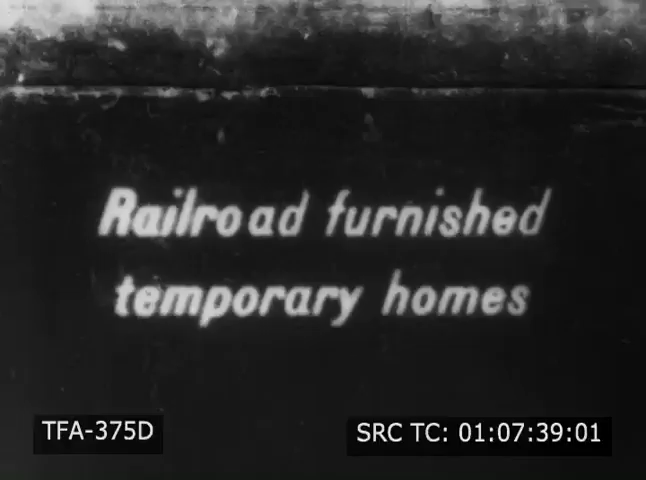 Railroad furnished
temporary homes
TFA-375D
SRC TC: 01:07:39:01